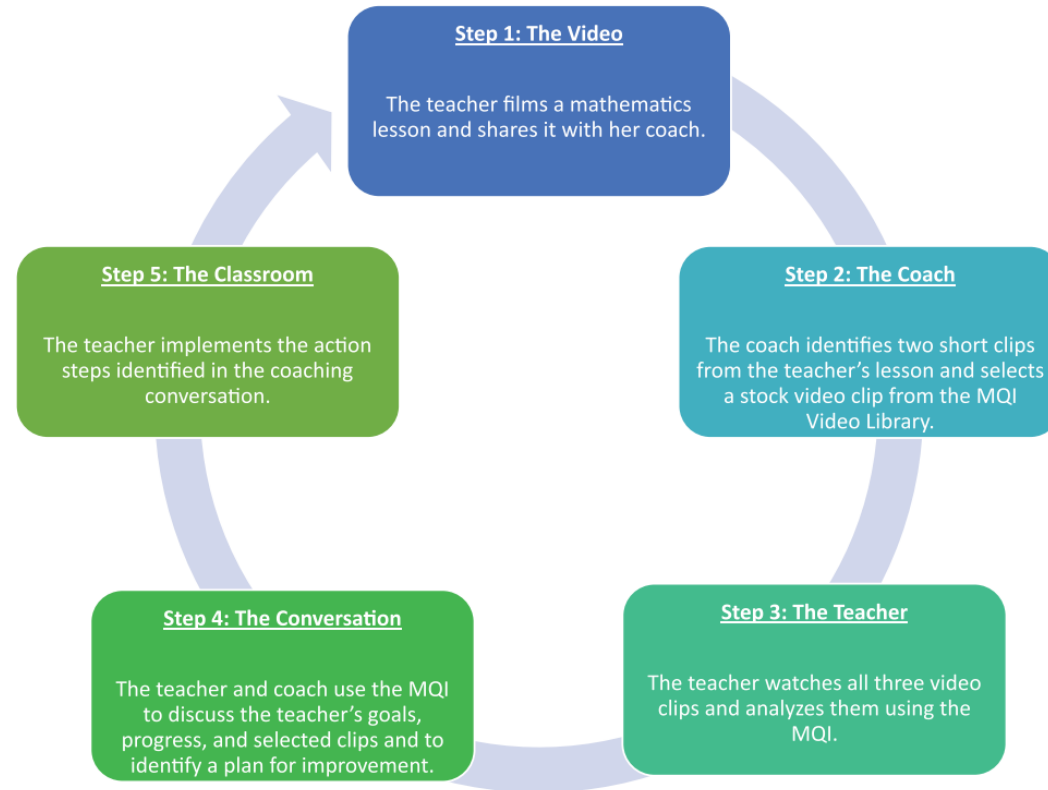 Step 1: The Video
The teacher films a mathematics
lesson and shares it with her coach.
Step 2: The Coach
The coach identifies two short clips
from the teacher’s lesson and selects
a stock video clip from the MQI
Video Library.
Step 3: The Teacher
The teacher watches all three video
clips and analyzes them using the
MQI.
Step 4: The Conversation
The teacher and coach use the MQI
to discuss the teacher’s goals,
progress, and selected clips and to
identify a plan for improvement.
Step 5: The Classroom
The teacher implements the action
steps identified in the coaching
conversation.